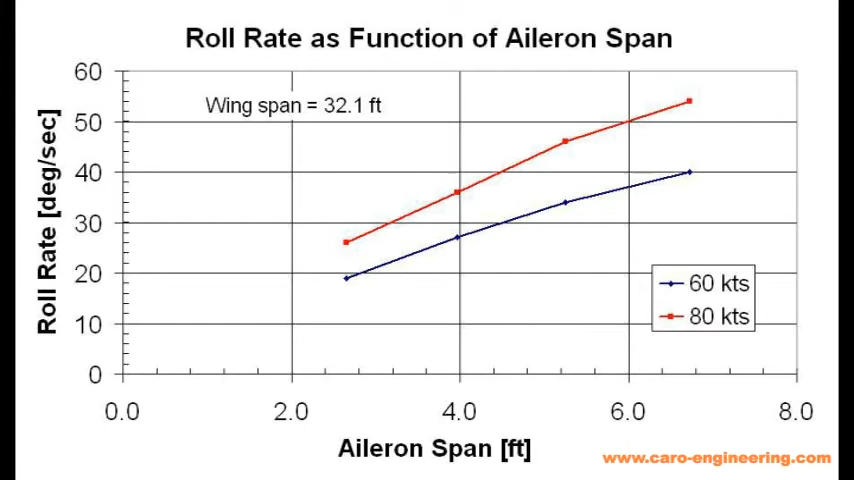 Roll Rate as Function of Aileron Span
60
50
40
30
20
10
0
Roll Rate [deg/sec]
Wing span = 32.1 ft
60 kts
80 kts
0.0 2.0 4.0 6.0 8.0
Aileron Span [ft]
www.caro-engineering.com